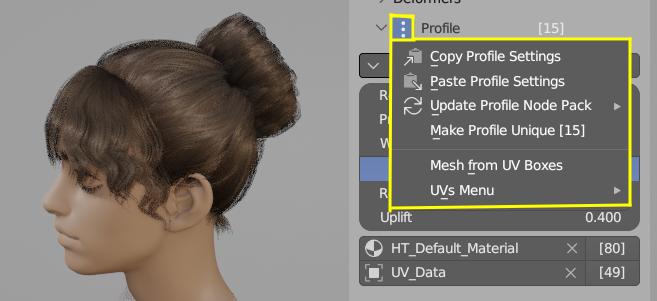 Deformers
Profile [15]
Copy Profile Settings
Paste Profile Settings
Update Profile Node Pack
Make Profile Unique [15]
Mesh from UV Boxes
UVs Menu
Uplift 0.400
HT_Default_Material [80]
UV_Data [49]